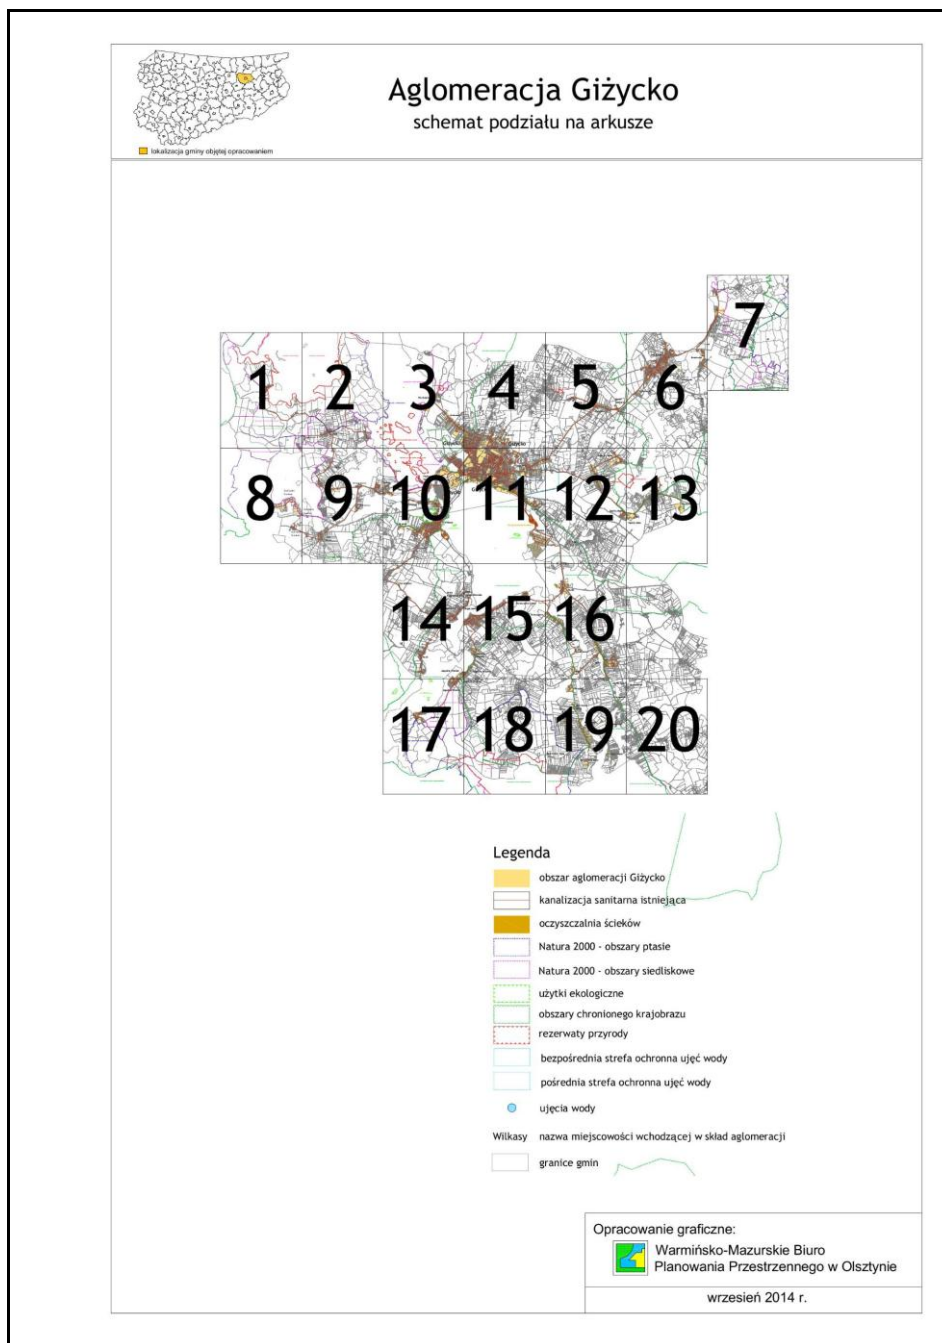 Aglomeracja Giżycko
schemat podziału na arkusze
lokalizacja gminy objętej opracowaniem
7
1 2 3 4 5 6
8 9 10 11 12 13
14 15 16
17 18 19 20
Legenda
obszar aglomeracji Giżycko
kanalizacja sanitarna istniejąca
oczyszczalnia ścieków
Natura 2000 - obszary ptasie
Natura 2000 - obszary siedliskowe
użytki ekologiczne
obszary chronionego krajobrazu
rezerwaty przyrody
bezpośrednia strefa ochronna ujęć wody
pośrednia strefa ochronna ujęć wody
ujęcia wody
Wilkasy nazwa miejscowości wchodzącej w skład aglomeracji
granice gmin
Opracowanie graficzne:
Warmińsko-Mazurskie Biuro
Planowania Przestrzennego w Olsztynie
wrzesień 2014 r.